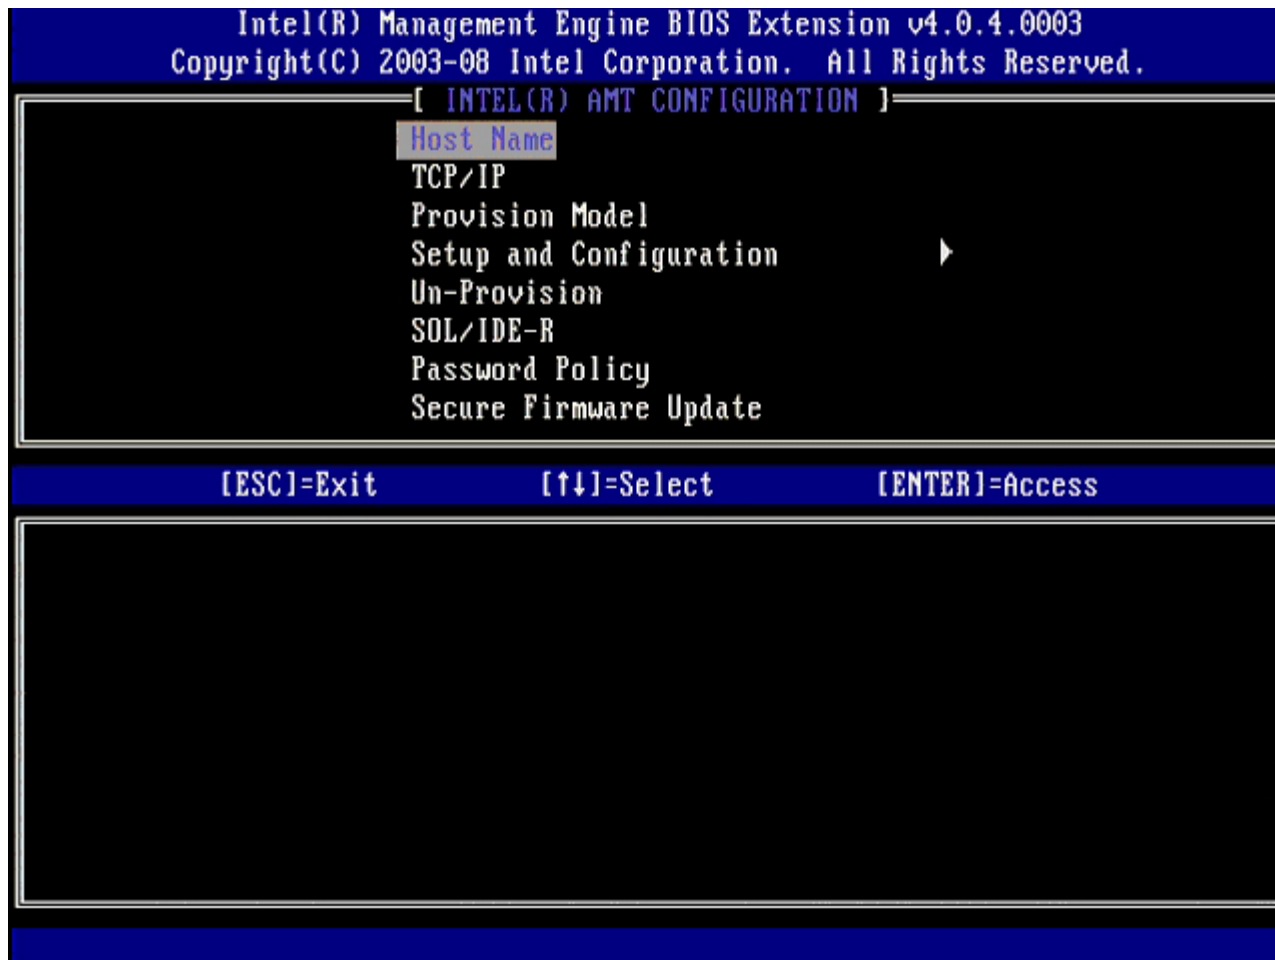 Intel(R) Management Engine BIOS Extension v4.0.4.0003
Copyright(C) 2003-08 Intel Corporation. All Rights Reserved.
[ INTEL(R) AMT CONFIGURATION ]
Host Name
TCP/IP
Provision Model
Setup and Configuration
Un-Provision
SOL/IDE-R
Password Policy
Secure Firmware Update
[ESC]=Exit [↑↓]=Select [ENTER]=Access